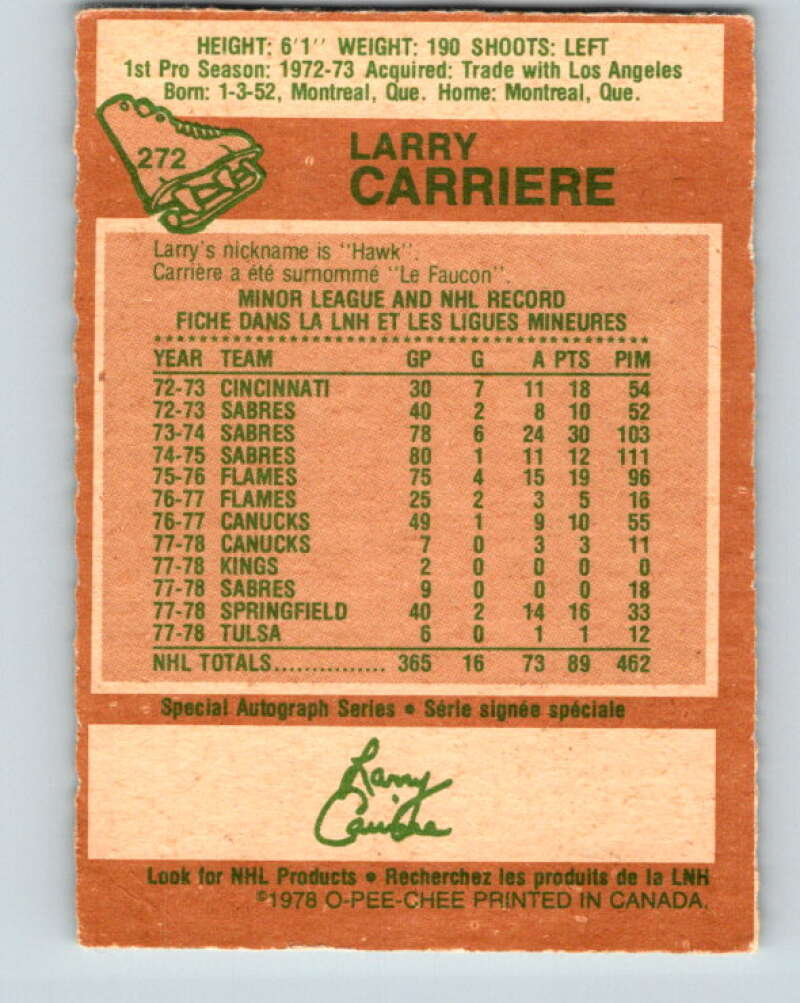 HEIGHT: 6'1'' WEIGHT: 190 SHOOTS: LEFT
1st Pro Season: 1972-73 Acquired: Trade with Los Angeles
Born: 1-3-52, Montreal, Que. Home: Montreal, Que.
272
LARRY
CARRIERE
Larry's nickname is "Hawk".
Carrière a été surnommé "Le Faucon".
MINOR LEAGUE AND NHL RECORD
FICHE DANS LA LNH ET LES LIGUES MINEURES
YEAR TEAM GP G A PTS PIM
72-73 CINCINNATI 30 7 11 18 54
72-73 SABRES 40 2 8 10 52
73-74 SABRES 78 6 24 30 103
74-75 SABRES 80 1 11 12 111
75-76 FLAMES 75 4 15 19 96
76-77 FLAMES 25 2 3 5 16
76-77 CANUCKS 49 1 9 10 55
77-78 CANUCKS 7 0 3 3 11
77-78 KINGS 2 0 0 0 0
77-78 SABRES 9 0 0 0 18
77-78 SPRINGFIELD 40 2 14 16 33
77-78 TULSA 6 0 1 1 12
NHL TOTALS............... 365 16 73 89 462
Special Autograph Series • Série signée spéciale
Larry
Carriere
Look for NHL Products • Recherchez les produits de la LNH
©1978 O-PEE-CHEE PRINTED IN CANADA.